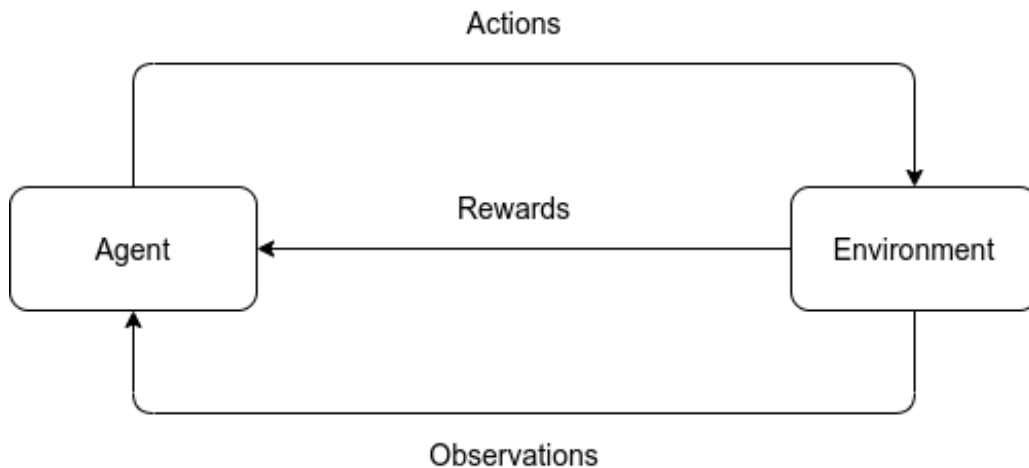 Actions
Rewards
Agent
Environment
Observations